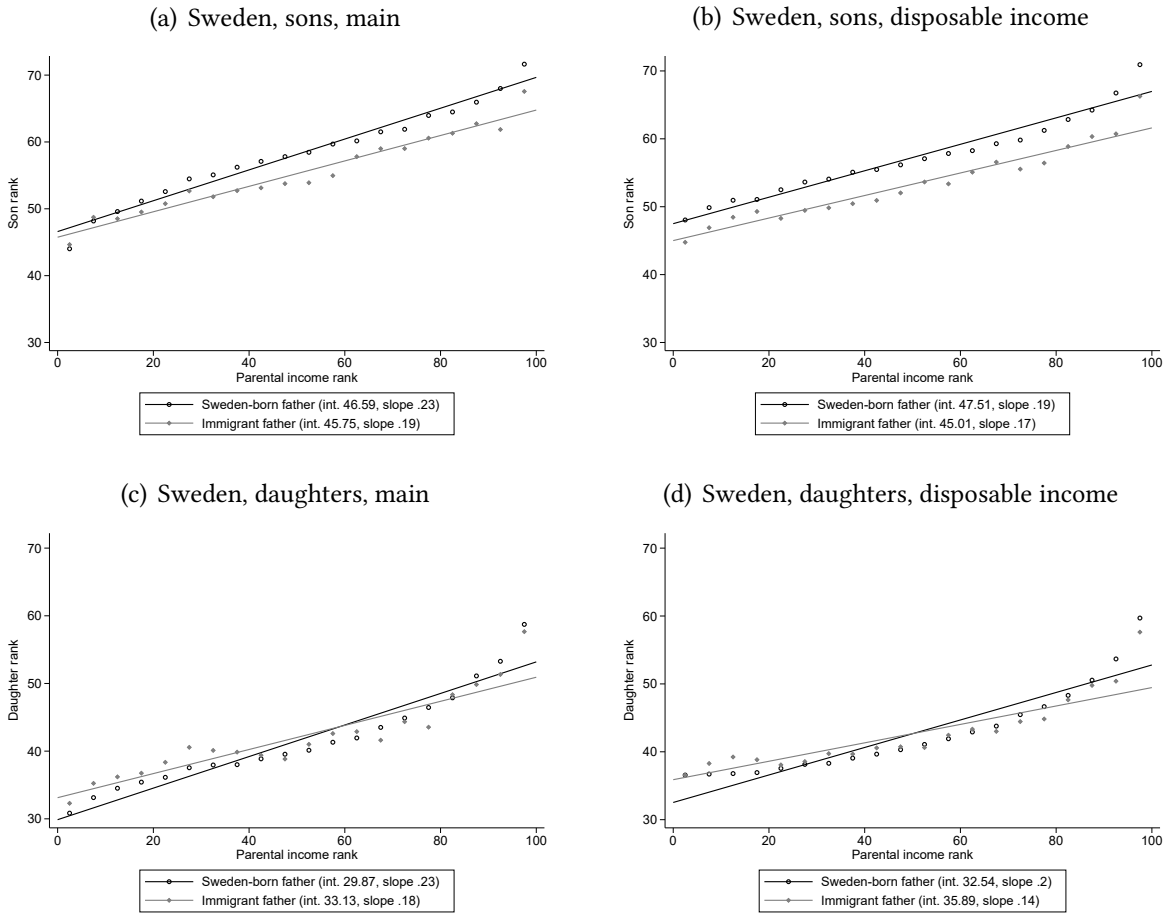 (a) Sweden, sons, main
70
60
50
40
30
Son rank
0 20 40 60 80 100
Parental income rank
Sweden-born father (int. 46.59, slope .23)
Immigrant father (int. 45.75, slope .19)
(b) Sweden, sons, disposable income
70
60
50
40
30
Son rank
0 20 40 60 80 100
Parental income rank
Sweden-born father (int. 47.51, slope .19)
Immigrant father (int. 45.01, slope .17)
(c) Sweden, daughters, main
70
60
50
40
30
Daughter rank
0 20 40 60 80 100
Parental income rank
Sweden-born father (int. 29.87, slope .23)
Immigrant father (int. 33.13, slope .18)
(d) Sweden, daughters, disposable income
70
60
50
40
30
Daughter rank
0 20 40 60 80 100
Parental income rank
Sweden-born father (int. 32.54, slope .2)
Immigrant father (int. 35.89, slope .14)